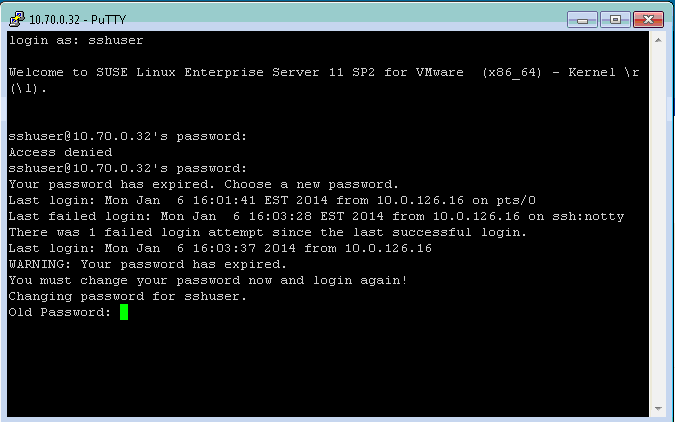 10.70.0.32 - PuTTY
login as: sshuser
Welcome to SUSE Linux Enterprise Server 11 SP2 for VMware  (x86_64) - Kernel \r
(\l).
sshuser@10.70.0.32's password:
Access denied
sshuser@10.70.0.32's password:
Your password has expired. Choose a new password.
Last login: Mon Jan  6 16:01:41 EST 2014 from 10.0.126.16 on pts/0
Last failed login: Mon Jan  6 16:03:28 EST 2014 from 10.0.126.16 on ssh:notty
There was 1 failed login attempt since the last successful login.
Last login: Mon Jan  6 16:03:37 2014 from 10.0.126.16
WARNING: Your password has expired.
You must change your password now and login again!
Changing password for sshuser.
Old Password: